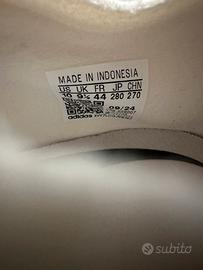 MADE IN INDONESIA
US UK FR JP CHN
10 9½ 44 280 270
09/24
adidas
subito